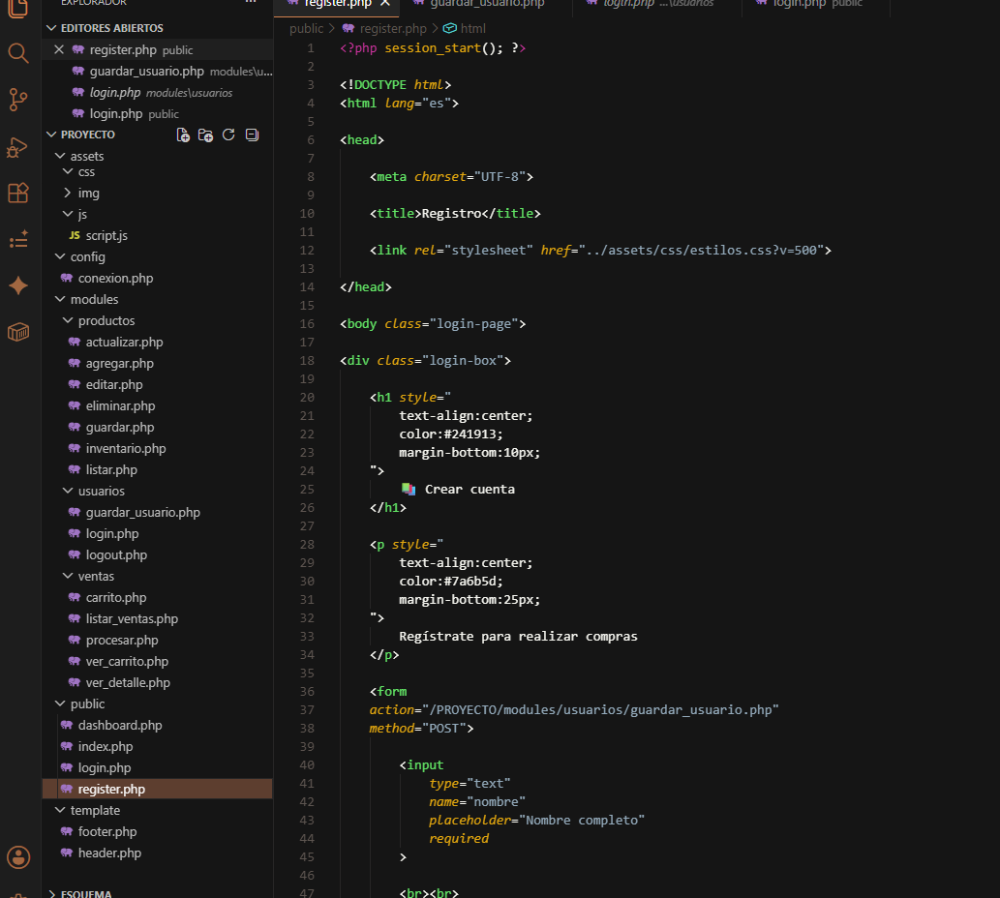 EXPLORADOR
EDITORES ABIERTOS
register.php public
guardar_usuario.php modules\u...
login.php modules\usuarios
login.php public
PROYECTO
assets
css
img
js
JS script.js
config
conexion.php
modules
productos
actualizar.php
agregar.php
editar.php
eliminar.php
guardar.php
inventario.php
listar.php
usuarios
guardar_usuario.php
login.php
logout.php
ventas
carrito.php
listar_ventas.php
procesar.php
ver_carrito.php
ver_detalle.php
public
dashboard.php
index.php
login.php
register.php
template
footer.php
header.php
ESQUEMA
register.php
guardar_usuario.php
login.php ...\usuarios
login.php public
public > register.php > html
1 <?php session_start(); ?>
2
3 <!DOCTYPE html>
4 <html lang="es">
5
6 <head>
7
8 <meta charset="UTF-8">
9
10 <title>Registro</title>
11
12 <link rel="stylesheet" href="../assets/css/estilos.css?v=500">
13
14 </head>
15
16 <body class="login-page">
17
18 <div class="login-box">
19
20 <h1 style="
21 text-align:center;
22 color:#241913;
23 margin-bottom:10px;
24 ">
25 📚 Crear cuenta
26 </h1>
27
28 <p style="
29 text-align:center;
30 color:#7a6b5d;
31 margin-bottom:25px;
32 ">
33 Regístrate para realizar compras
34 </p>
35
36 <form
37 action="/PROYECTO/modules/usuarios/guardar_usuario.php"
38 method="POST">
39
40 <input
41 type="text"
42 name="nombre"
43 placeholder="Nombre completo"
44 required
45 >
46
47 <br><br>